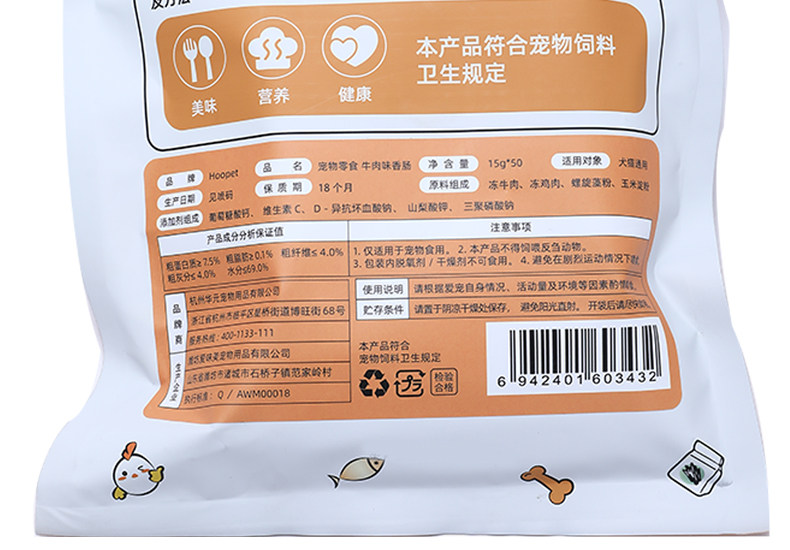 美味
营养
健康
本产品符合宠物饲料
卫生规定
品牌 Hoopet 品名 宠物零食 牛肉味香肠 净含量 15g*50 适用对象 犬猫通用
生产日期 见喷码 保质期 18个月 原料组成 冻牛肉、冻鸡肉、螺旋藻粉、玉米淀粉
添加剂组成 葡萄糖酸钙、维生素C、D-异抗坏血酸钠、山梨酸钾、三聚磷酸钠
产品成分分析保证值
粗蛋白质≥7.5% 粗脂肪≥0.1% 粗纤维≤4.0%
粗灰分≤4.0% 水分≤69.0%
注意事项
1.仅适用于宠物食用。2.本产品不得饲喂反刍动物。
3.包装内脱氧剂/干燥剂不可食用。4.避免在剧烈运动情况下喂
品牌商
杭州华元宠物用品有限公司
浙江省杭州市临平区星桥街道博旺街68号
服务热线：400-1133-111
生产企业
潍坊爱味美宠物用品有限公司
山东省潍坊市诸城市石桥子镇范家岭村
执行标准：Q/AWM00018
使用说明 请根据爱宠自身情况、活动量及环境等因素酌情
贮存条件 请置于阴凉干燥处保存，避免阳光直射。开袋后请尽快
本产品符合
宠物饲料卫生规定
检验
合格
6 942401 603432